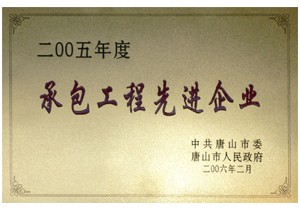 二00五年度
承包工程先进企业
中共唐山市委
唐山市人民政府
二00六年二月